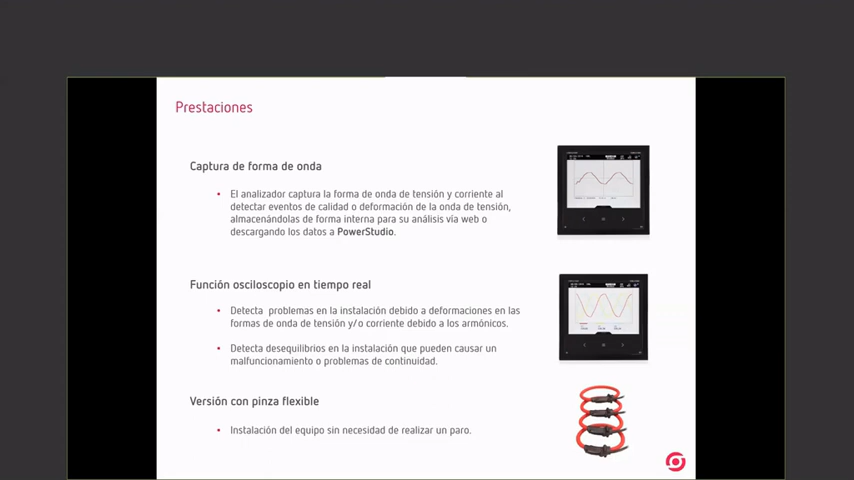 Prestaciones
Captura de forma de onda
• El analizador captura la forma de onda de tensión y corriente al
detectar eventos de calidad o deformación de la onda de tensión,
almacenándolas de forma interna para su análisis vía web o
descargando los datos a PowerStudio.
Función osciloscopio en tiempo real
• Detecta problemas en la instalación debido a deformaciones en las
formas de onda de tensión y/o corriente debido a los armónicos.
• Detecta desequilibrios en la instalación que pueden causar un
malfuncionamiento o problemas de continuidad.
Versión con pinza flexible
• Instalación del equipo sin necesidad de realizar un paro.